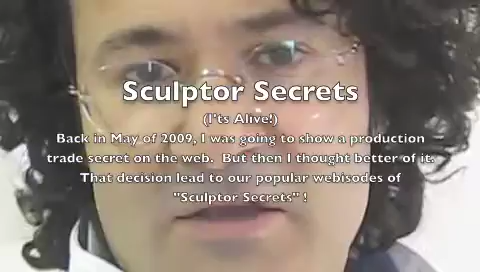 Sculptor Secrets
(I'ts Alive!)
Back in May of 2009, I was going to show a production
trade secret on the web.  But then I thought better of it.
That decision lead to our popular webisodes of
"Sculptor Secrets" !